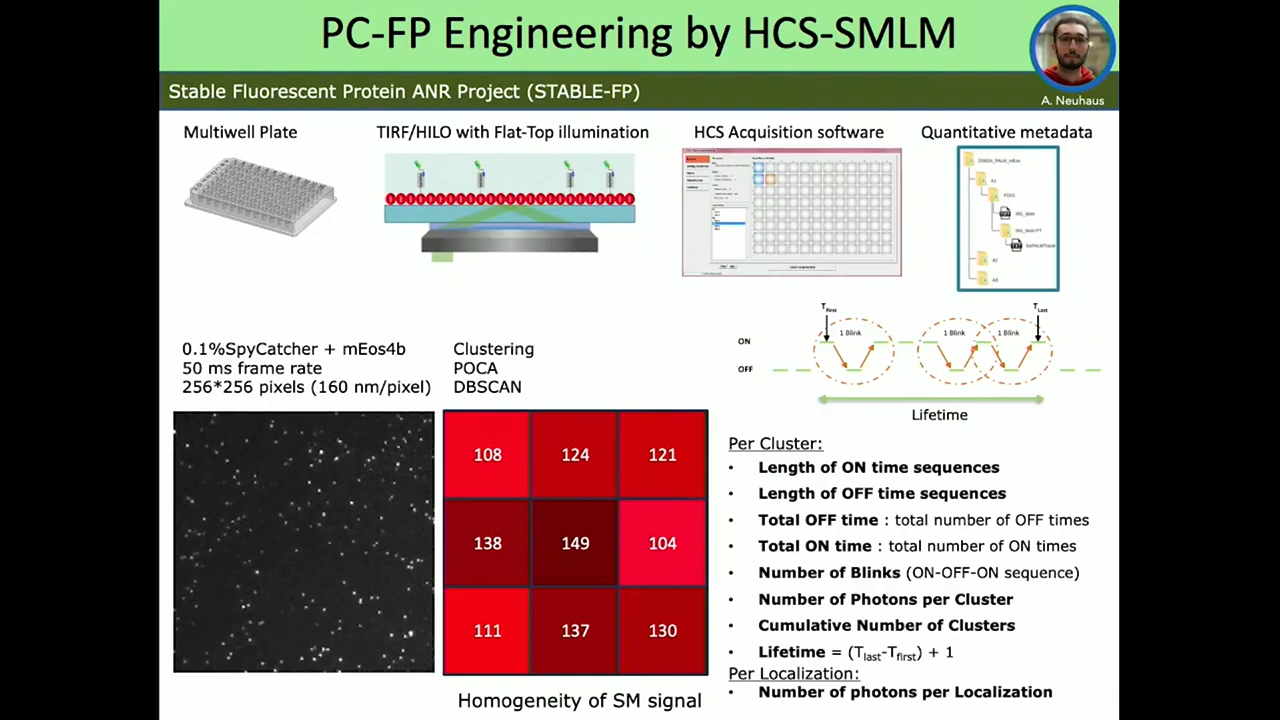 PC-FP Engineering by HCS-SMLM
A. Neuhaus
Stable Fluorescent Protein ANR Project (STABLE-FP)
Multiwell Plate
TIRF/HILO with Flat-Top illumination
HCS Acquisition software
Quantitative metadata
A1
A2
A3
0.1%SpyCatcher + mEos4b
50 ms frame rate
256*256 pixels (160 nm/pixel)
Clustering
POCA
DBSCAN
TFirst
TLast
1 Blink
1 Blink
1 Blink
ON
OFF
Lifetime
108 124 121
138 149 104
111 137 130
Homogeneity of SM signal
Per Cluster:
• Length of ON time sequences
• Length of OFF time sequences
• Total OFF time : total number of OFF times
• Total ON time : total number of ON times
• Number of Blinks (ON-OFF-ON sequence)
• Number of Photons per Cluster
• Cumulative Number of Clusters
• Lifetime = (Tlast-Tfirst) + 1
Per Localization:
• Number of photons per Localization